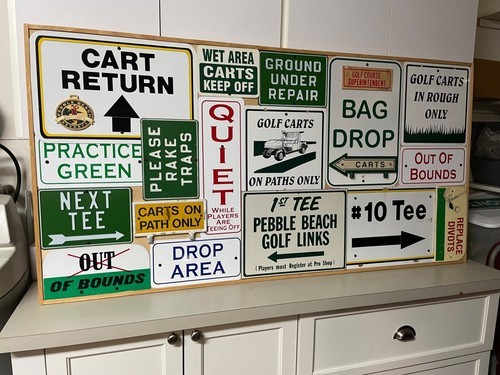 CART
RETURN
WET AREA
CARTS
KEEP OFF
GROUND
UNDER
REPAIR
GOLF COURSE
SUPERINTENDENT
BAG
DROP
CARTS
GOLF CARTS
IN ROUGH
ONLY
PRACTICE
GREEN
PLEASE
RAKE
TRAPS
QUIET
WHILE
PLAYERS
ARE
TEEING OFF
GOLF CARTS
ON PATHS ONLY
OUT OF
BOUNDS
NEXT
TEE
CARTS ON
PATH ONLY
1ST TEE
PEBBLE BEACH
GOLF LINKS
(Players must Register at Pro Shop)
#10 Tee
REPLACE
DIVOTS
OUT
OF BOUNDS
DROP
AREA